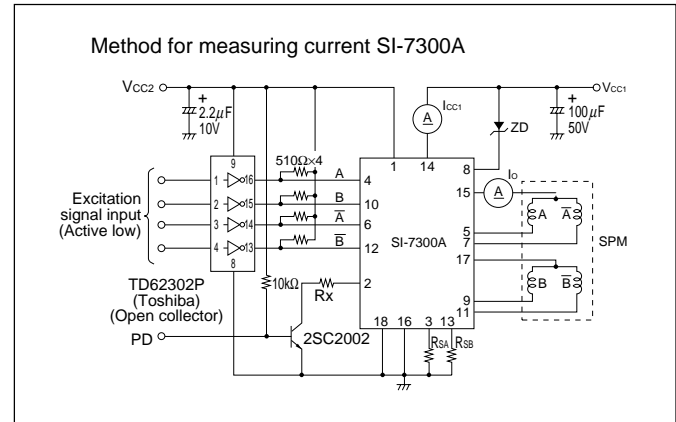 Method for measuring current SI-7300A
VCC2
ICC1
VCC1
+
2.2μF
10V
A
+
100μF
50V
ZD
9
510Ω×4
1
14
8
IO
1
16
A
4
15
A
Excitation
signal input
(Active low)
2
15
B
10
3
14
A̅
6
SI-7300A
5
A
A̅
7
SPM
4
13
B̅
12
17
8
B
B̅
TD62302P
(Toshiba)
(Open collector)
10kΩ
Rx
2
9
11
PD
2SC2002
18
16
3
13
RSA
RSB